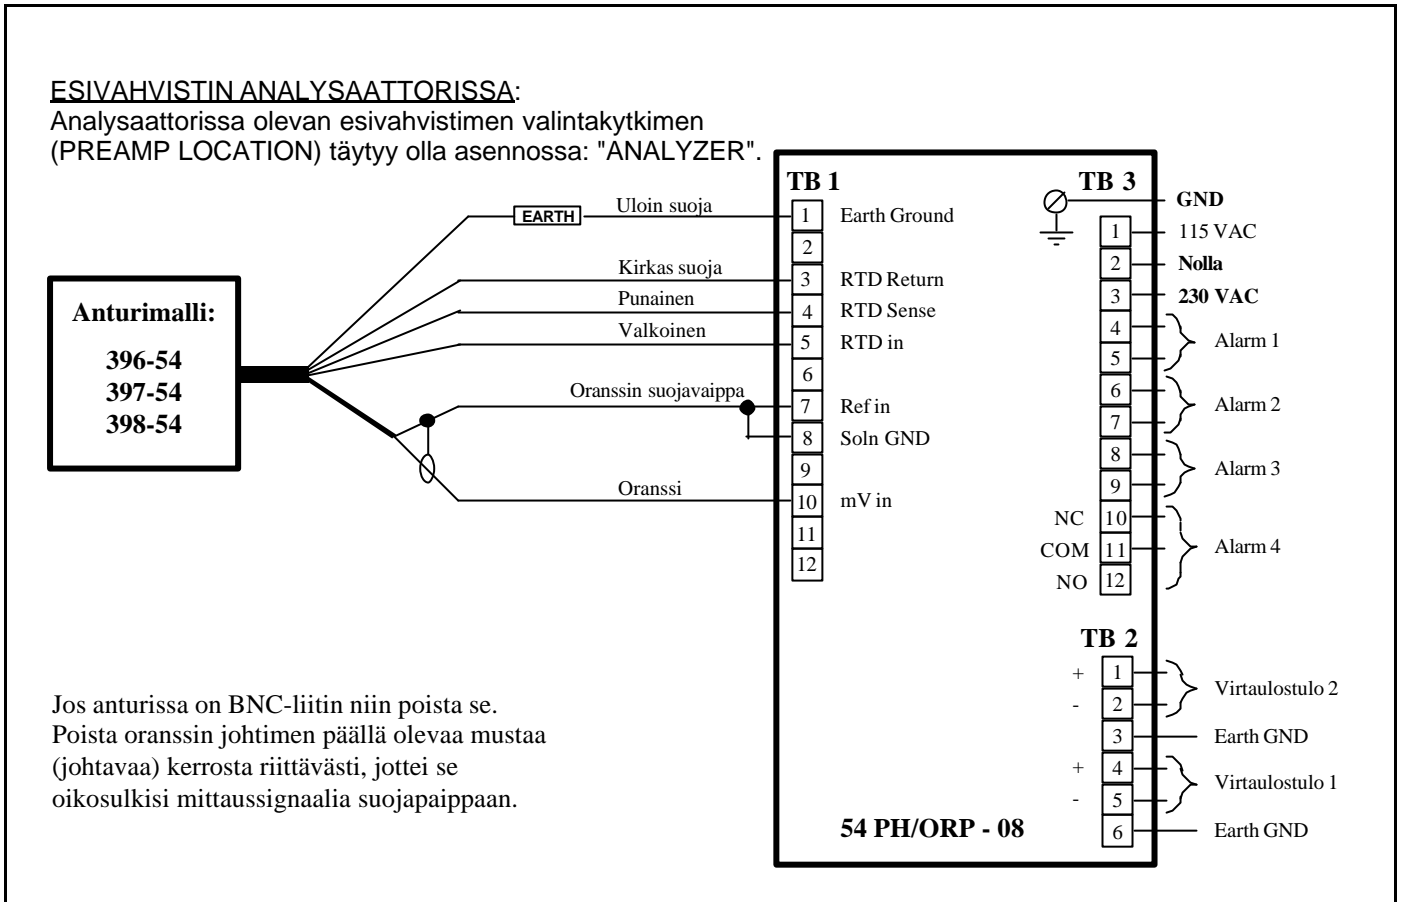 ESIVAHVISTIN ANALYSAATTORISSA:
Analysaattorissa olevan esivahvistimen valintakytkimen
(PREAMP LOCATION) täytyy olla asennossa: "ANALYZER".
Anturimalli:
396-54
397-54
398-54
EARTH
Uloin suoja
Kirkas suoja
Punainen
Valkoinen
Oranssin suojavaippa
Oranssi
TB 1
1 Earth Ground
2
3 RTD Return
4 RTD Sense
5 RTD in
6
7 Ref in
8 Soln GND
9
10 mV in
11
12
TB 3
GND
1 115 VAC
2 Nolla
3 230 VAC
4
5
Alarm 1
6
7
Alarm 2
8
9
Alarm 3
NC 10
COM 11
NO 12
Alarm 4
TB 2
+ 1
- 2
Virtaulostulo 2
3 Earth GND
+ 4
- 5
Virtaulostulo 1
6 Earth GND
54 PH/ORP - 08
Jos anturissa on BNC-liitin niin poista se.
Poista oranssin johtimen päällä olevaa mustaa
(johtavaa) kerrosta riittävästi, jottei se
oikosulkisi mittaussignaalia suojapaippaan.